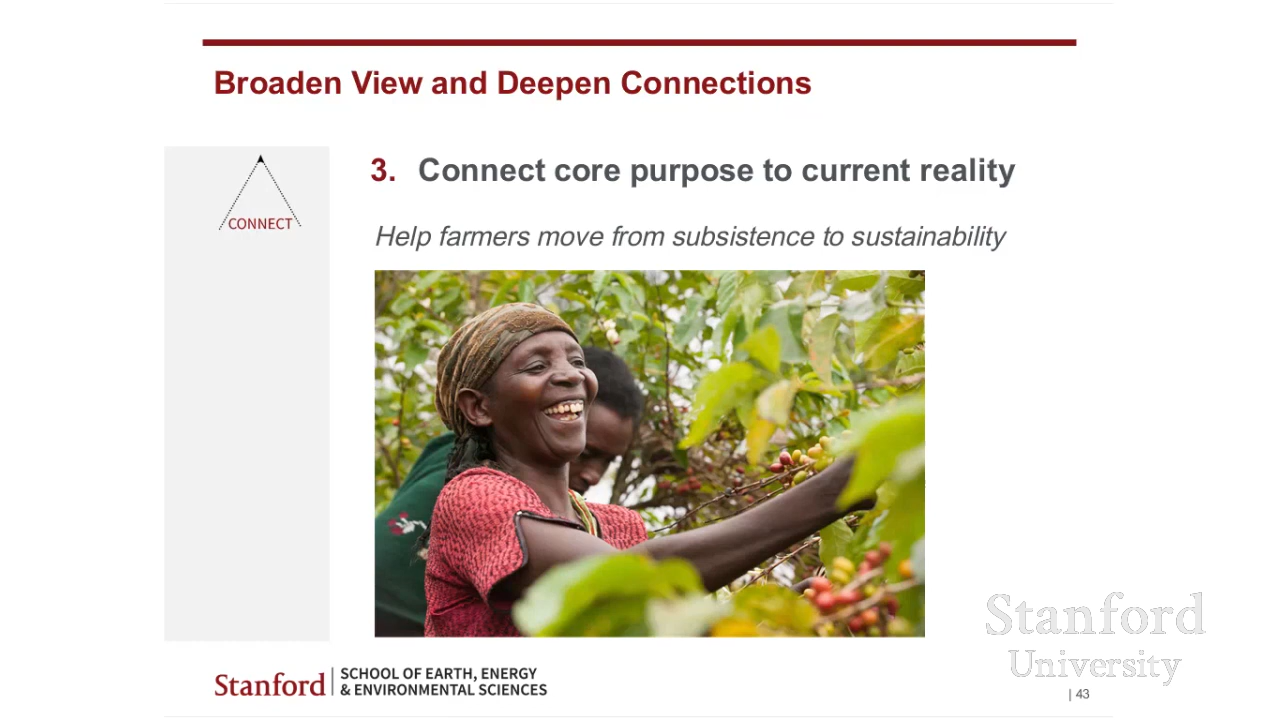 Broaden View and Deepen Connections
CONNECT
3. Connect core purpose to current reality
Help farmers move from subsistence to sustainability
Stanford
University
Stanford | SCHOOL OF EARTH, ENERGY
& ENVIRONMENTAL SCIENCES
| 43